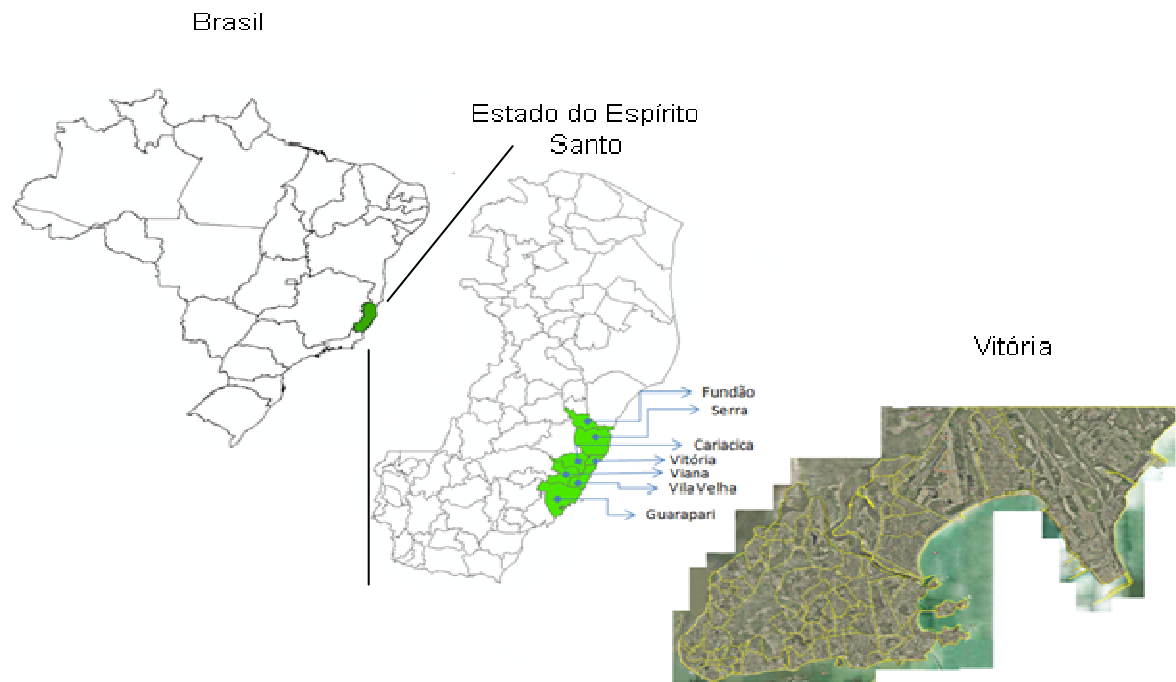 Brasil
Estado do Espírito
Santo
Vitória
Fundão
Serra
Cariacica
Vitória
Viana
Vila Velha
Guarapari